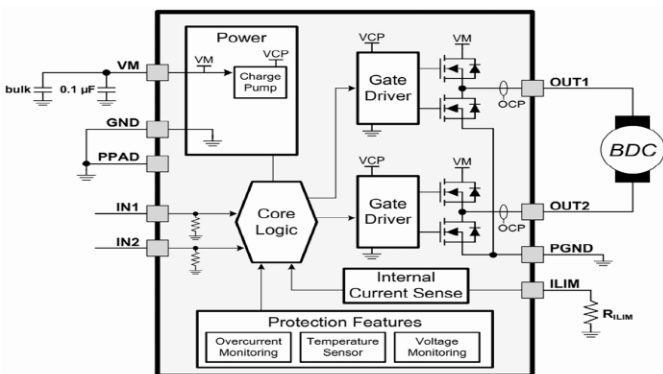 Power
VM
VCP
Charge
Pump
VM
bulk
0.1 µF
GND
PPAD
IN1
IN2
Core
Logic
VCP
Gate
Driver
VM
OCP
OUT1
BDC
VCP
Gate
Driver
VM
OCP
OUT2
PGND
Internal
Current Sense
ILIM
RILIM
Protection Features
Overcurrent
Monitoring
Temperature
Sensor
Voltage
Monitoring